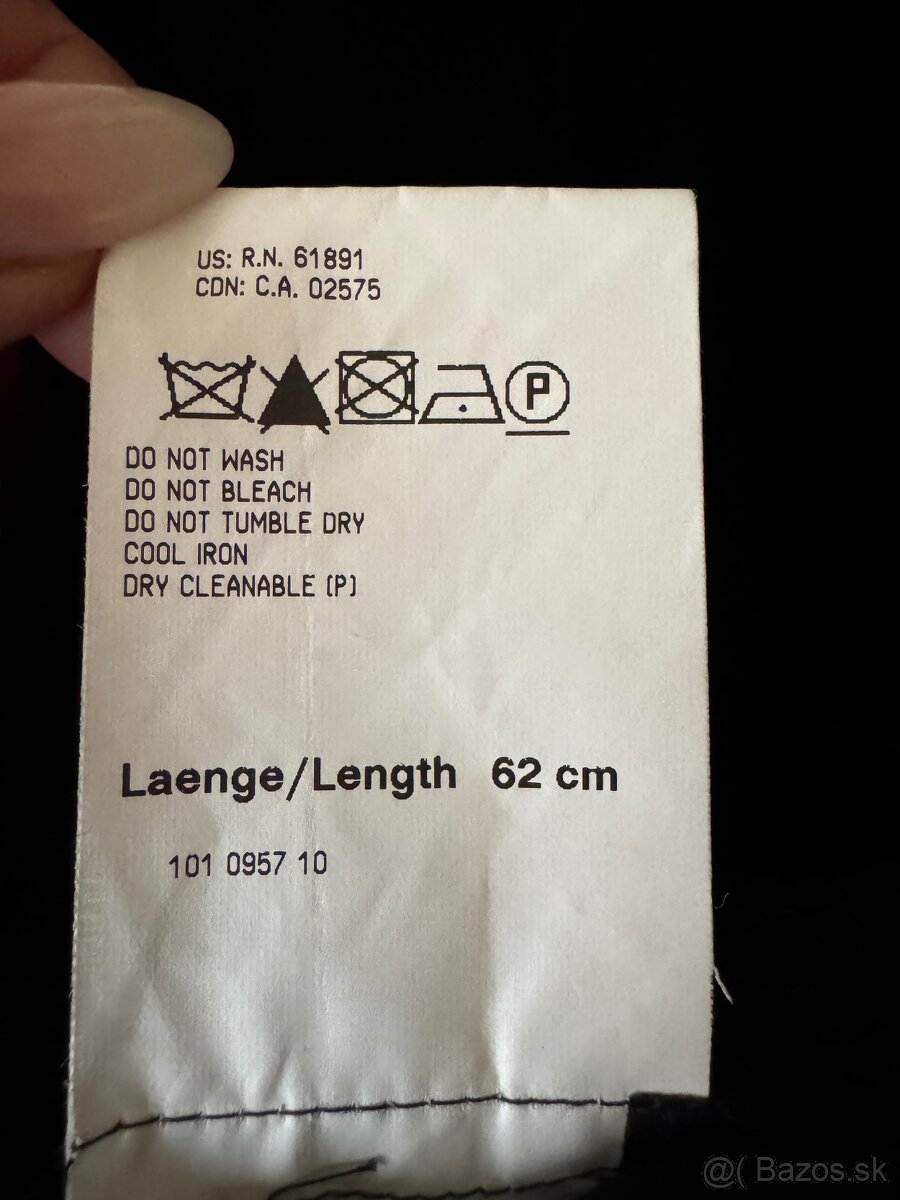 US: R.N. 61891
CDN: C.A. 02575
P
DO NOT WASH
DO NOT BLEACH
DO NOT TUMBLE DRY
COOL IRON
DRY CLEANABLE (P)
Laenge/Length 62 cm
101 0957 10
@( Bazos.sk